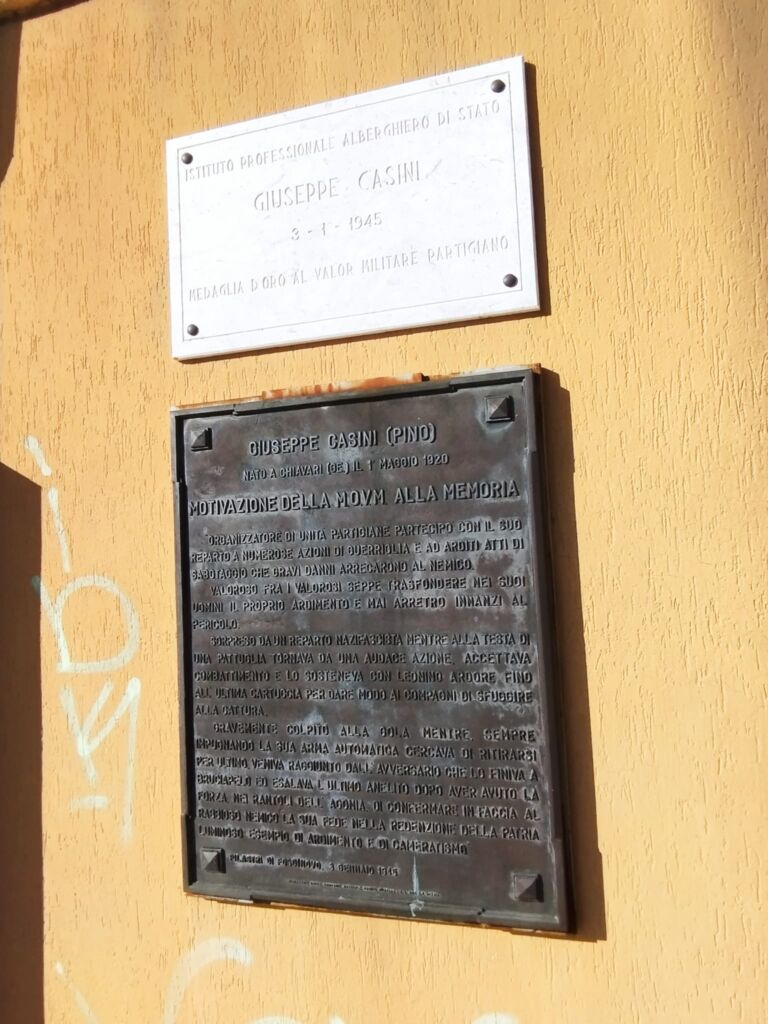 ISTITUTO PROFESSIONALE ALBERGHIERO DI STATO
GIUSEPPE CASINI
3 - 1 - 1945
MEDAGLIA D'ORO AL VALOR MILITARE PARTIGIANO
GIUSEPPE CASINI (PINO)
NATO A CHIAVARI (GE) IL 1° MAGGIO 1920
MOTIVAZIONE DELLA M.O.V.M. ALLA MEMORIA
ORGANIZZATORE DI UNITÀ PARTIGIANE PARTECIPÒ CON IL SUO
REPARTO A NUMEROSE AZIONI DI GUERRIGLIA E AD ARDITI ATTI DI
SABOTAGGIO CHE GRAVI DANNI ARRECARONO AL NEMICO.
VALOROSO FRA I VALOROSI SEPPE TRASFONDERE NEI SUOI
UOMINI IL PROPRIO ARDIMENTO E MAI ARRETRÒ INNANZI AL
PERICOLO.
SORPRESO DA UN REPARTO NAZIFASCISTA MENTRE ALLA TESTA DI
UNA PATTUGLIA TORNAVA DA UNA AUDACE AZIONE, ACCETTAVA
COMBATTIMENTO E LO SOSTENEVA CON LEONINO ARDORE FINO
ALL'ULTIMA CARTUCCIA PER DARE MODO AI COMPAGNI DI SFUGGIRE
ALLA CATTURA.
GRAVEMENTE COLPITO ALLA GOLA MENTRE, SEMPRE
IMPUGNANDO LA SUA ARMA AUTOMATICA CERCAVA DI RITIRARSI
PER ULTIMO, VENIVA RAGGIUNTO DALL'AVVERSARIO CHE LO FINIVA A
BRUCIAPELO ED ESALAVA L'ULTIMO ANELITO DOPO AVER AVUTO LA
FORZA NEI RANTOLI DELL'AGONIA DI CONFERMARE IN FACCIA AL
RABBIOSO NEMICO LA SUA FEDE NELLA REDENZIONE DELLA PATRIA
LUMINOSO ESEMPIO DI ARDIMENTO E DI CAMERATISMO
PILASTRI DI FOSDINOVO, 3 GENNAIO 1945